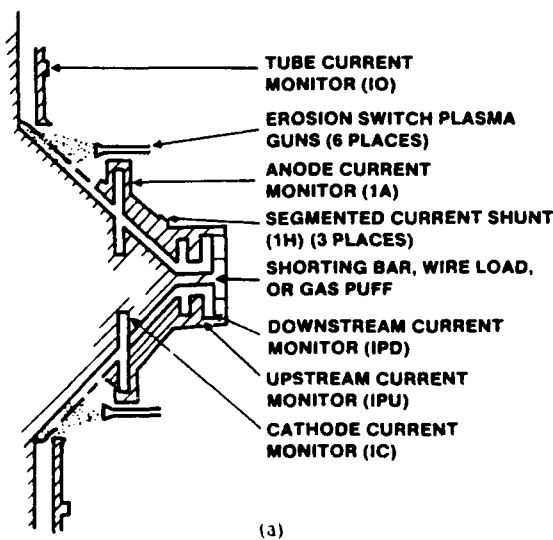 TUBE CURRENT
MONITOR (IO)
EROSION SWITCH PLASMA
GUNS (6 PLACES)
ANODE CURRENT
MONITOR (1A)
SEGMENTED CURRENT SHUNT
(1H) (3 PLACES)
SHORTING BAR, WIRE LOAD,
OR GAS PUFF
DOWNSTREAM CURRENT
MONITOR (IPD)
UPSTREAM CURRENT
MONITOR (IPU)
CATHODE CURRENT
MONITOR (IC)
(a)